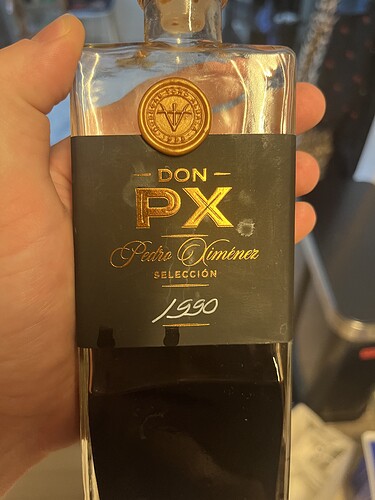 DON
PX
Pedro Ximénez
SELECCIÓN
1990